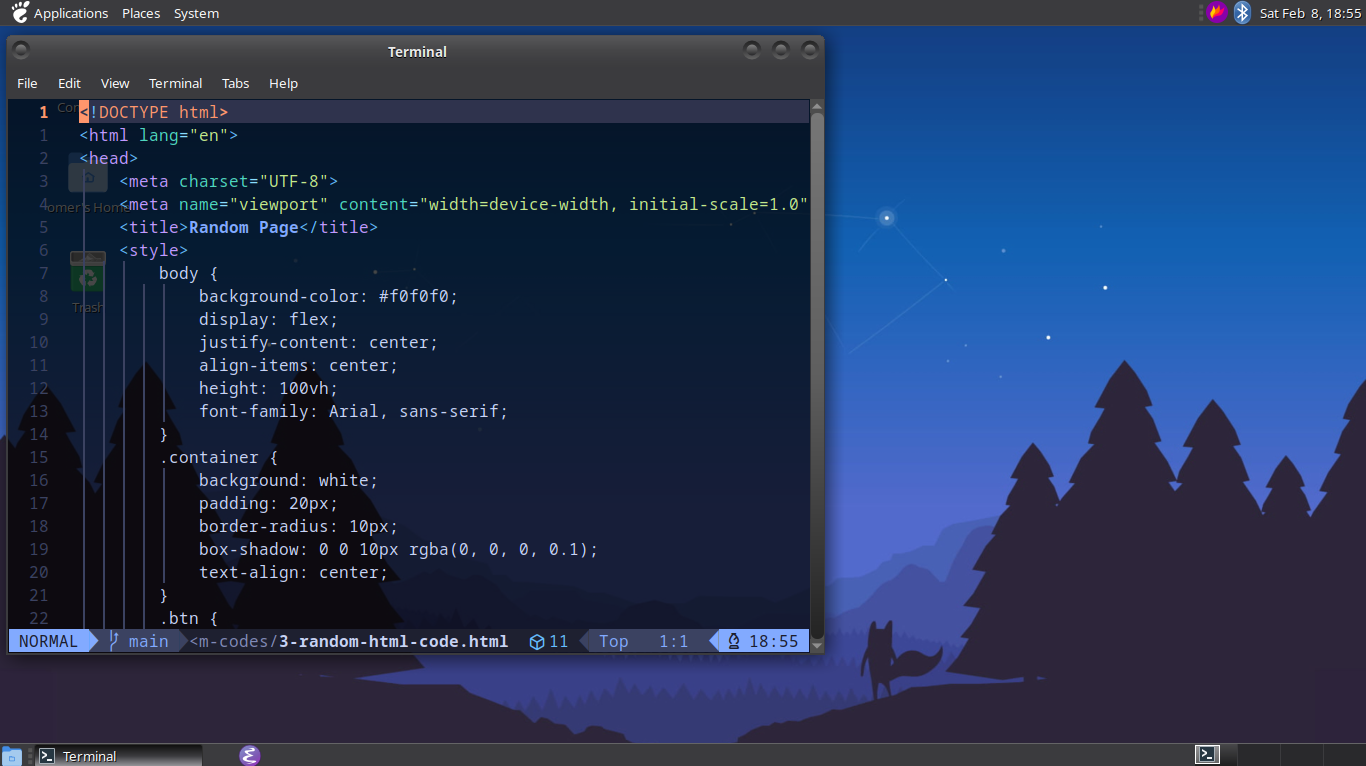 Applications Places System Sat Feb 8, 18:55
Terminal
File Edit View Terminal Tabs Help
1 <!DOCTYPE html>
1 <html lang="en">
2 <head>
3 <meta charset="UTF-8">
4 <meta name="viewport" content="width=device-width, initial-scale=1.0"
omer's Home
5 <title>Random Page</title>
6 <style>
7 body {
8 background-color: #f0f0f0;
Trash
9 display: flex;
10 justify-content: center;
11 align-items: center;
12 height: 100vh;
13 font-family: Arial, sans-serif;
14 }
15 .container {
16 background: white;
17 padding: 20px;
18 border-radius: 10px;
19 box-shadow: 0 0 10px rgba(0, 0, 0, 0.1);
20 text-align: center;
21 }
22 .btn {
NORMAL main <m-codes/3-random-html-code.html 11 Top 1:1 18:55
Terminal